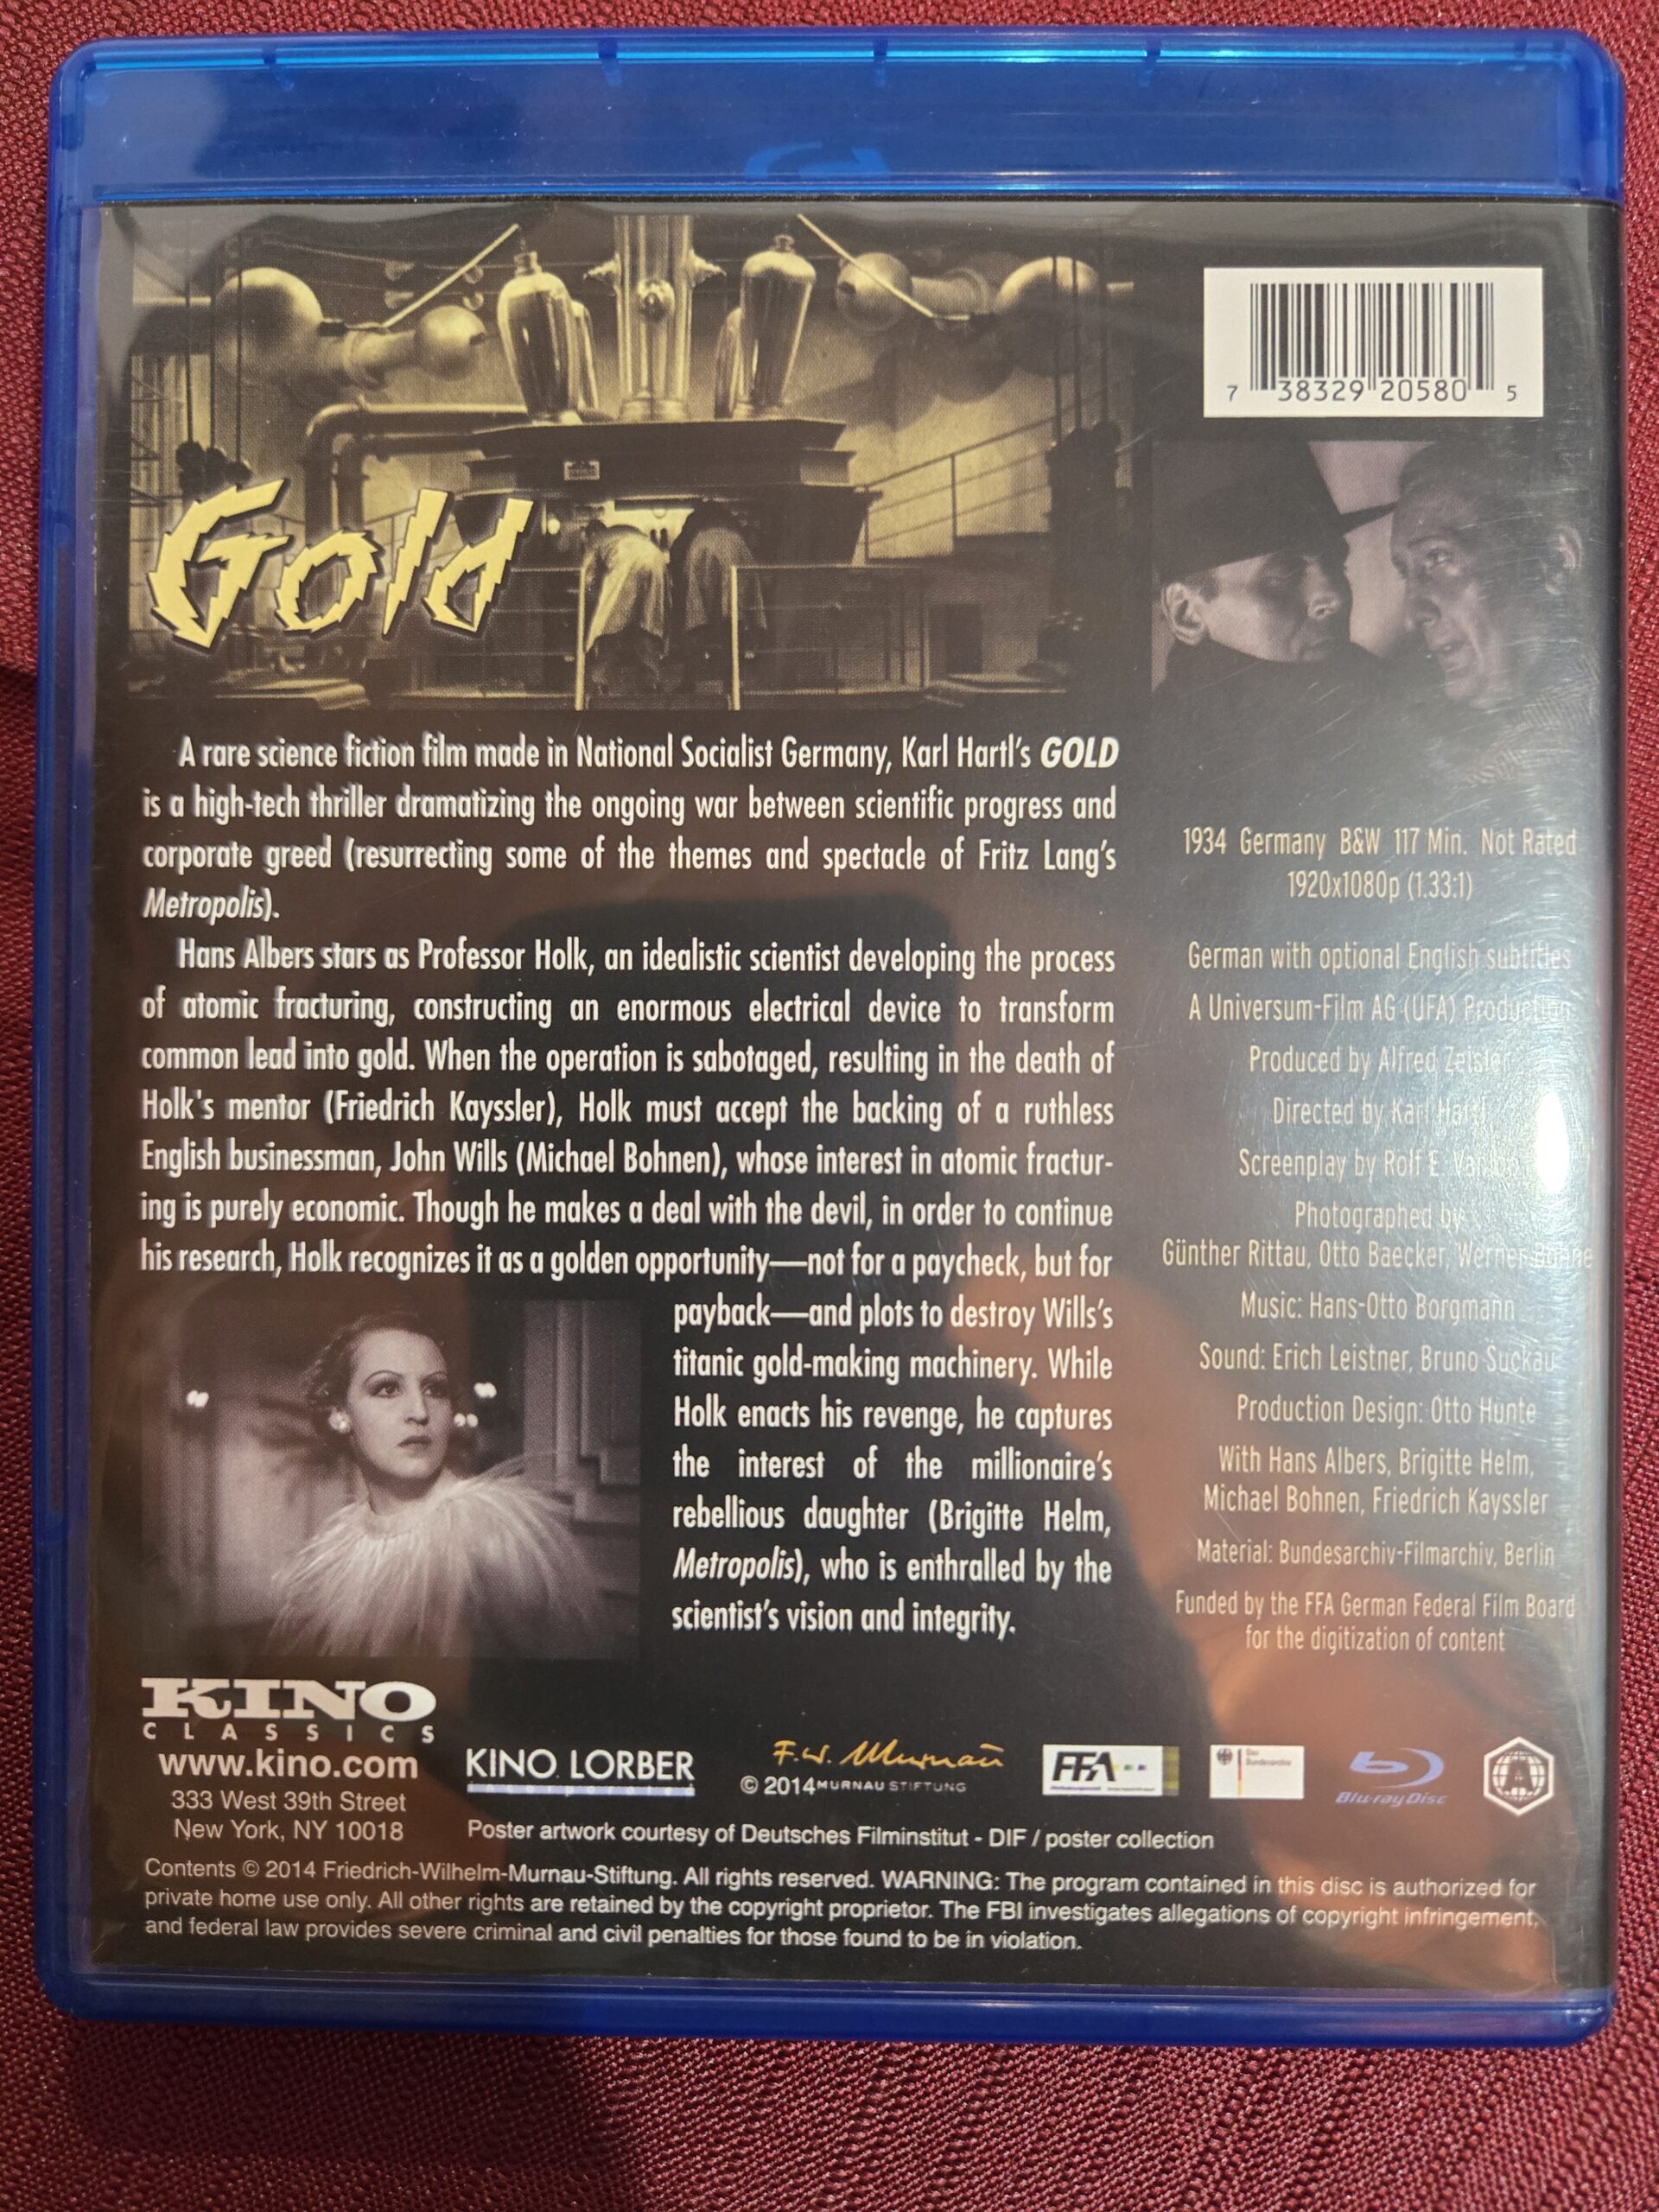 7 38329 20580 5
Gold
A rare science fiction film made in National Socialist Germany, Karl Hartl's GOLD
is a high-tech thriller dramatizing the ongoing war between scientific progress and
corporate greed (resurrecting some of the themes and spectacle of Fritz Lang's
Metropolis).
Hans Albers stars as Professor Holk, an idealistic scientist developing the process
of atomic fracturing, constructing an enormous electrical device to transform
common lead into gold. When the operation is sabotaged, resulting in the death of
Holk's mentor (Friedrich Kayssler), Holk must accept the backing of a ruthless
English businessman, John Wills (Michael Bohnen), whose interest in atomic fractur-
ing is purely economic. Though he makes a deal with the devil, in order to continue
his research, Holk recognizes it as a golden opportunity—not for a paycheck, but for
payback—and plots to destroy Wills's
titanic gold-making machinery. While
Holk enacts his revenge, he captures
the interest of the millionaire's
rebellious daughter (Brigitte Helm,
Metropolis), who is enthralled by the
scientist's vision and integrity.
1934 Germany B&W 117 Min. Not Rated
1920x1080p (1.33:1)
German with optional English subtitles
A Universum-Film AG (UFA) Production
Produced by Alfred Zeisler
Directed by Karl Hartl
Screenplay by Rolf E.
Photographed by
Günther Rittau, Otto Baecker, Werner Bohne
Music: Hans-Otto Borgmann
Sound: Erich Leistner, Bruno Suckau
Production Design: Otto Hunte
With Hans Albers, Brigitte Helm,
Michael Bohnen, Friedrich Kayssler
Material: Bundesarchiv-Filmarchiv, Berlin
Funded by the FFA German Federal Film Board
for the digitization of content
KINO
CLASSICS
www.kino.com
333 West 39th Street
New York, NY 10018
KINO LORBER
incorporated
F.W. Murnau
© 2014 MURNAU STIFTUNG
FFA
Das
Bundesarchiv
Blu-ray Disc
A
Poster artwork courtesy of Deutsches Filminstitut - DIF / poster collection
Contents © 2014 Friedrich-Wilhelm-Murnau-Stiftung. All rights reserved. WARNING: The program contained in this disc is authorized for
private home use only. All other rights are retained by the copyright proprietor. The FBI investigates allegations of copyright infringement,
and federal law provides severe criminal and civil penalties for those found to be in violation.